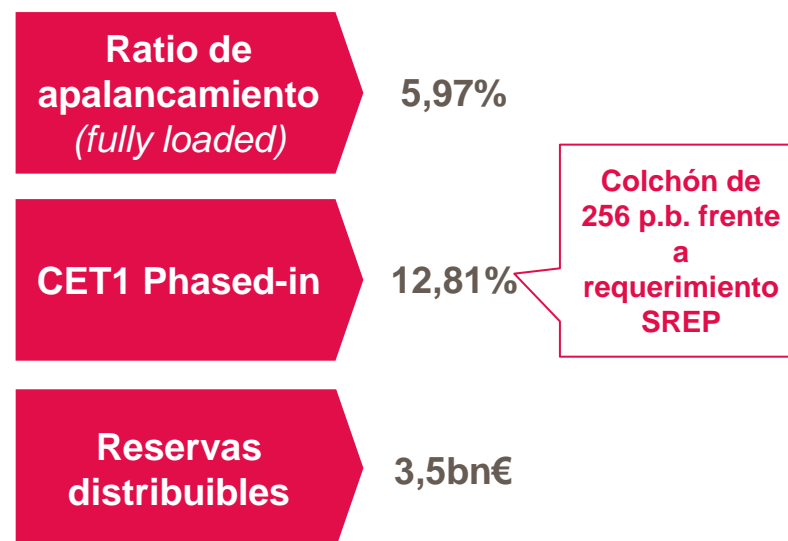 Ratio de
apalancamiento
(fully loaded)
5,97%
CET1 Phased-in
12,81%
Colchón de
256 p.b. frente
a
requerimiento
SREP
Reservas
distribuibles
3,5bn€